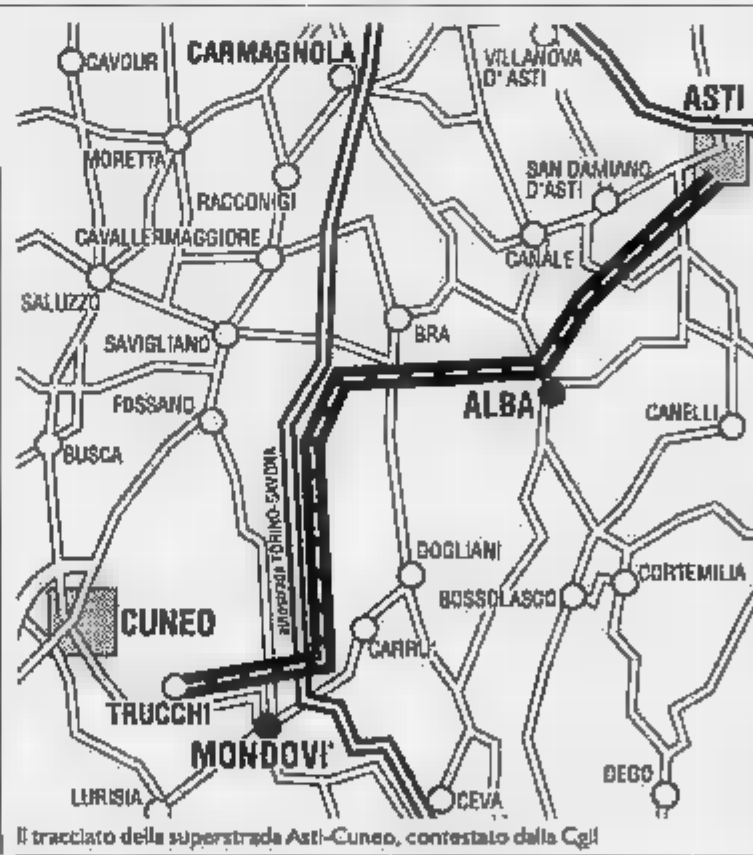 CAVOUR
CARMAGNOLA
VILLANOVA
D'ASTI
ASTI
MORETTA
RACCONIGI
SAN DAMIANO
D'ASTI
CAVALLERMAGGIORE
CANALE
SALUZZO
SAVIGLIANO
BRA
FOSSANO
ALBA
CANELLI
BUSCA
AUTOSTRADA TORINO-SAVONA
DOGLIANI
BOSSOLASCO
CORTEMILIA
CUNEO
CARRU'
TRUCCHI
MONDOVI'
LURISIA
CEVA
DEGO
Il tracciato della superstrada Asti-Cuneo, contestato dalla Cgil